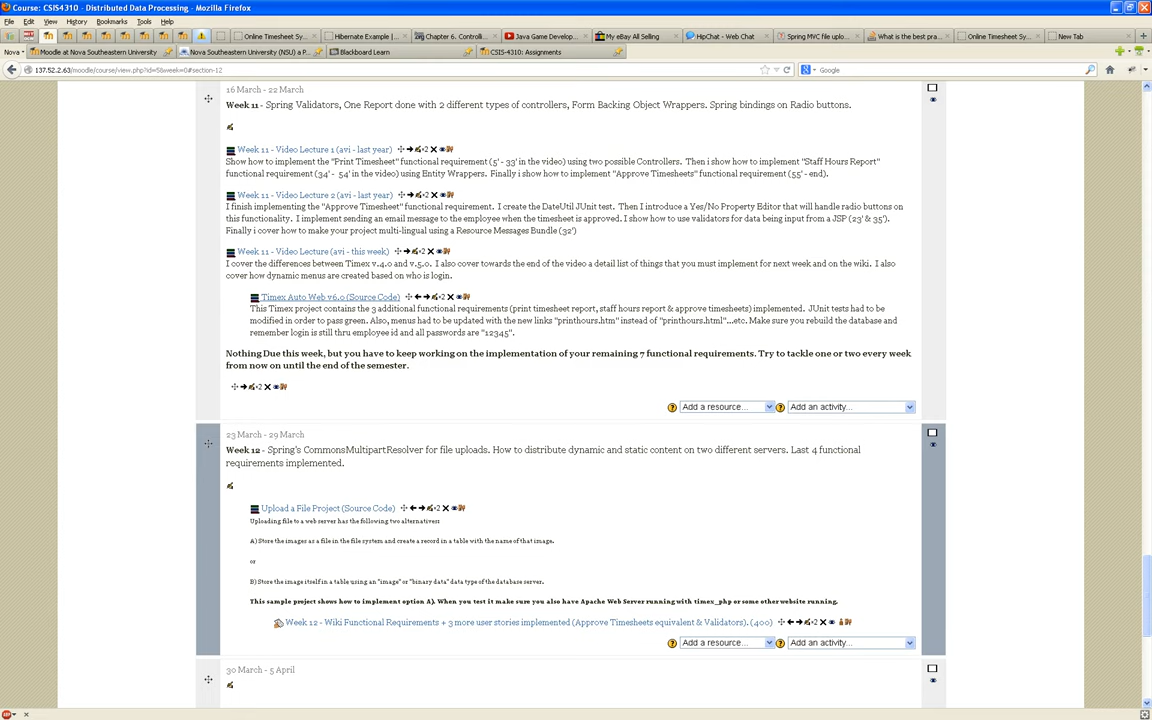 Course: CSIS4310 - Distributed Data Processing - Mozilla Firefox
File Edit View History Bookmarks Tools Help
Online Timesheet Sy... Hibernate Example |... Chapter 6. Controlli... Java Game Develop... My eBay All Selling HipChat - Web Chat Spring MVC file uplo... What is the best pra... Online Timesheet Sy... New Tab
Nova Moodle at Nova Southeastern University Nova Southeastern University (NSU) a P... Blackboard Learn CSIS-4310: Assignments
137.52.2.63/moodle/course/view.php?id=5&week=0#section-12 Google
16 March - 22 March
Week 11 - Spring Validators, One Report done with 2 different types of controllers, Form Backing Object Wrappers. Spring bindings on Radio buttons.
Week 11 - Video Lecture 1 (avi - last year)
Show how to implement the "Print Timesheet" functional requirement (5' - 33' in the video) using two possible Controllers. Then i show how to implement "Staff Hours Report"
functional requirement (34' - 54' in the video) using Entity Wrappers. Finally i show how to implement "Approve Timesheets" functional requirement (55' - end).
Week 11 - Video Lecture 2 (avi - last year)
I finish implementing the "Approve Timesheet" functional requirement. I create the DateUtil JUnit test. Then I introduce a Yes/No Property Editor that will handle radio buttons on
this functionality. I implement sending an email message to the employee when the timesheet is approved. I show how to use validators for data being input from a JSP (23' & 35').
Finally i cover how to make your project multi-lingual using a Resource Messages Bundle (32')
Week 11 - Video Lecture (avi - this week)
I cover the differences between Timex v.4.0 and v.5.0. I also cover towards the end of the video a detail list of things that you must implement for next week and on the wiki. I also
cover how dynamic menus are created based on who is login.
Timex Auto Web v6.0 (Source Code)
This Timex project contains the 3 additional functional requirements (print timesheet report, staff hours report & approve timesheets) implemented. JUnit tests had to be
modified in order to pass green. Also, menus had to be updated with the new links "printhours.htm" instead of "printhours.html"...etc. Make sure you rebuild the database and
remember login is still thru employee id and all passwords are "12345".
Nothing Due this week, but you have to keep working on the implementation of your remaining 7 functional requirements. Try to tackle one or two every week
from now on until the end of the semester.
Add a resource... Add an activity...
23 March - 29 March
Week 12 - Spring's CommonsMultipartResolver for file uploads. How to distribute dynamic and static content on two different servers. Last 4 functional
requirements implemented.
Upload a File Project (Source Code)
Uploading file to a web server has the following two alternatives:
A) Store the images as a file in the file system and create a record in a table with the name of that image.
or
B) Store the image itself in a table using an "image" or "binary data" data type of the database server.
This sample project shows how to implement option A). When you test it make sure you also have Apache Web Server running with timex_php or some other website running.
Week 12 - Wiki Functional Requirements + 3 more user stories implemented (Approve Timesheets equivalent & Validators). (400)
Add a resource... Add an activity...
30 March - 5 April